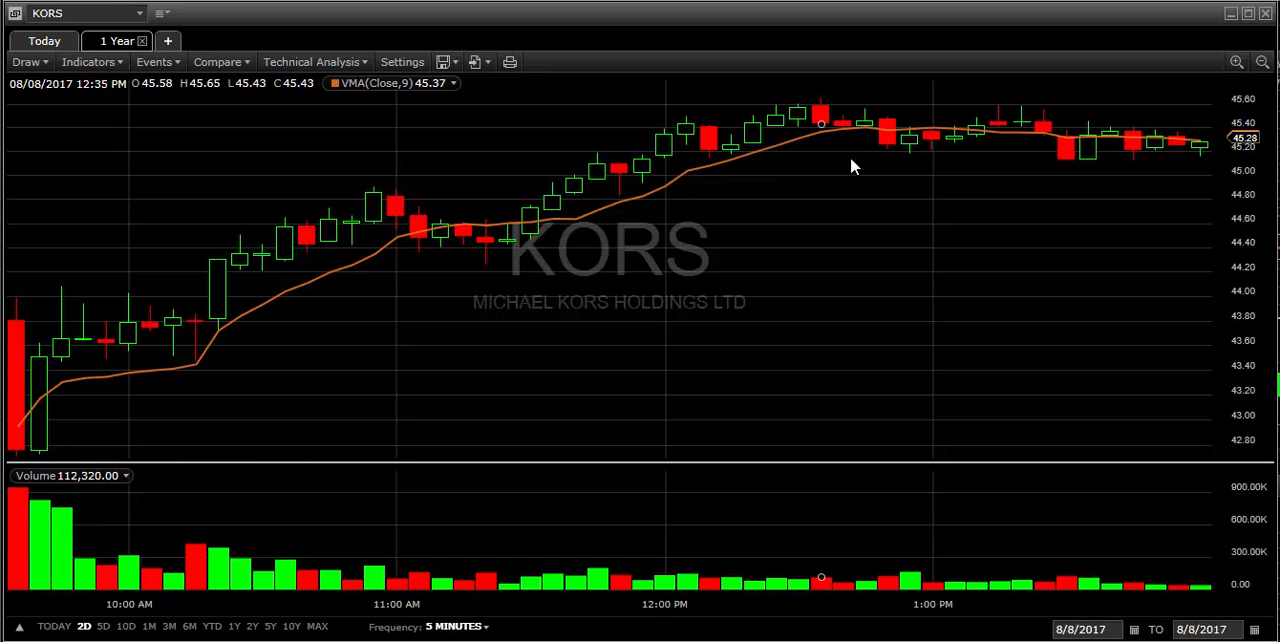 KORS
Today 1 Year +
Draw Indicators Events Compare Technical Analysis Settings
08/08/2017 12:35 PM O 45.58 H 45.65 L 45.43 C 45.43 VMA(Close,9) 45.37
45.60
45.40
45.28
45.20
45.00
44.80
44.60
44.40
44.20
44.00
43.80
43.60
43.40
43.20
43.00
42.80
KORS
MICHAEL KORS HOLDINGS LTD
Volume 112,320.00
900.00K
600.00K
300.00K
0.00
10:00 AM 11:00 AM 12:00 PM 1:00 PM
TODAY 2D 5D 10D 1M 3M 6M YTD 1Y 2Y 5Y 10Y MAX Frequency: 5 MINUTES 8/8/2017 TO 8/8/2017